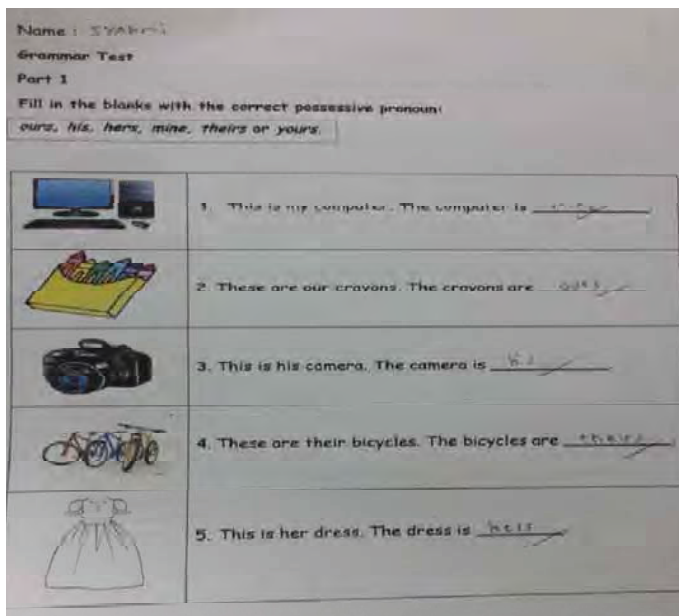 Name : Syahmi
Grammar Test
Part 1
Fill in the blanks with the correct possessive pronoun:
ours, his, hers, mine, theirs or yours.
1. This is my computer. The computer is
2. These are our crayons. The crayons are ours
3. This is his camera. The camera is his
4. These are their bicycles. The bicycles are theirs
5. This is her dress. The dress is hers